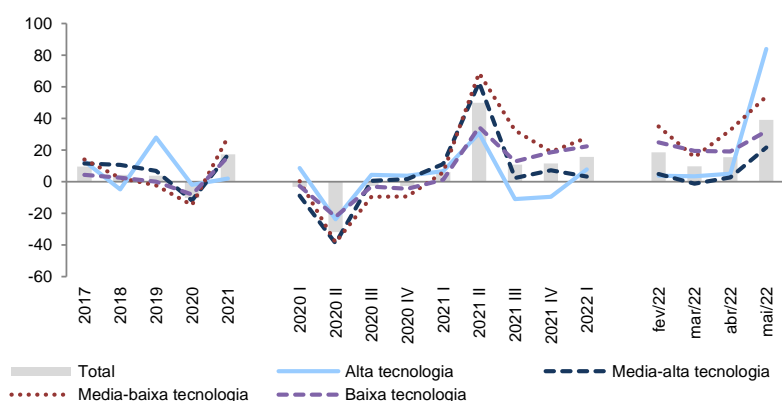 100
80
60
40
20
0
-20
-40
-60
2017
2018
2019
2020
2021
2020 I
2020 II
2020 III
2020 IV
2021 I
2021 II
2021 III
2021 IV
2022 I
fev/22
mar/22
abr/22
mai/22
Total
Alta tecnologia
Media-alta tecnologia
Media-baixa tecnologia
Baixa tecnologia